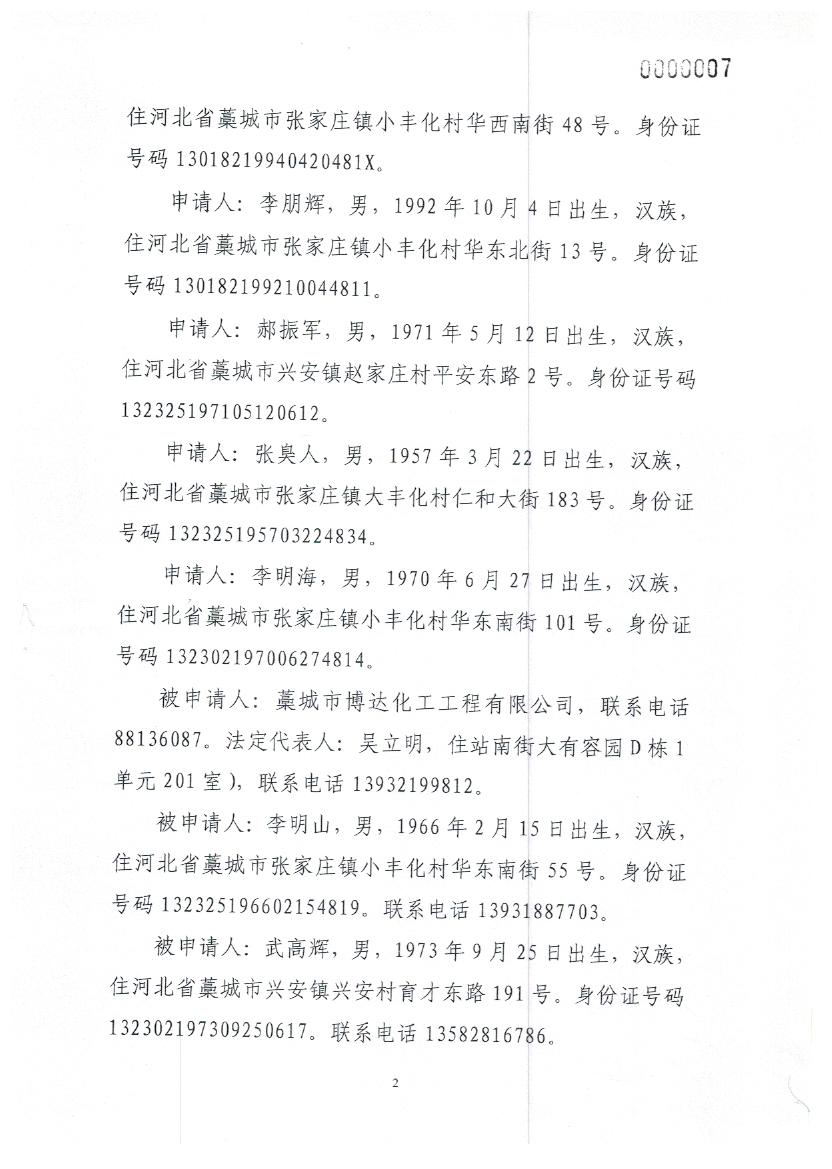 0000007
住河北省藁城市张家庄镇小丰化村华西南街 48 号。身份证
号码 13018219940420481X。
申请人：李朋辉，男，1992 年 10 月 4 日出生，汉族，
住河北省藁城市张家庄镇小丰化村华东北街 13 号。身份证
号码 130182199210044811。
申请人：郝振军，男，1971 年 5 月 12 日出生，汉族，
住河北省藁城市兴安镇赵家庄村平安东路 2 号。身份证号码
132325197105120612。
申请人：张臭人，男，1957 年 3 月 22 日出生，汉族，
住河北省藁城市张家庄镇大丰化村仁和大街 183 号。身份证
号码 132325195703224834。
申请人：李明海，男，1970 年 6 月 27 日出生，汉族，
住河北省藁城市张家庄镇小丰化村华东南街 101 号。身份证
号码 132302197006274814。
被申请人：藁城市博达化工工程有限公司，联系电话
88136087。法定代表人：吴立明，住站南街大有容园 D 栋 1
单元 201 室），联系电话 13932199812。
被申请人：李明山，男，1966 年 2 月 15 日出生，汉族，
住河北省藁城市张家庄镇小丰化村华东南街 55 号。身份证
号码 132325196602154819。联系电话 13931887703。
被申请人：武高辉，男，1973 年 9 月 25 日出生，汉族，
住河北省藁城市兴安镇兴安村育才东路 191 号。身份证号码
132302197309250617。联系电话 13582816786。
2